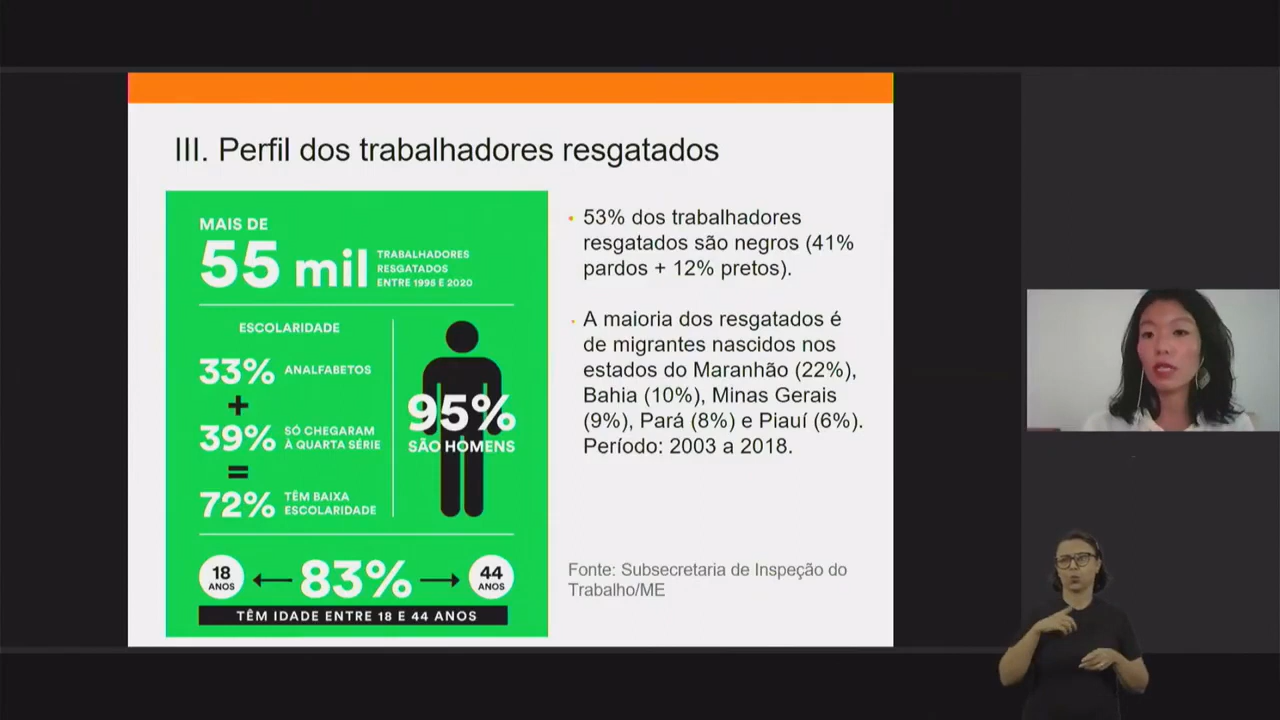 III. Perfil dos trabalhadores resgatados
MAIS DE
55 mil
TRABALHADORES
RESGATADOS
ENTRE 1995 E 2020
ESCOLARIDADE
33% ANALFABETOS
+
39% SÓ CHEGARAM
À QUARTA SÉRIE
=
72% TÊM BAIXA
ESCOLARIDADE
95%
SÃO HOMENS
18
ANOS
83%
44
ANOS
TÊM IDADE ENTRE 18 E 44 ANOS
53% dos trabalhadores
resgatados são negros (41%
pardos + 12% pretos).
A maioria dos resgatados é
de migrantes nascidos nos
estados do Maranhão (22%),
Bahia (10%), Minas Gerais
(9%), Pará (8%) e Piauí (6%).
Período: 2003 a 2018.
Fonte: Subsecretaria de Inspeção do
Trabalho/ME